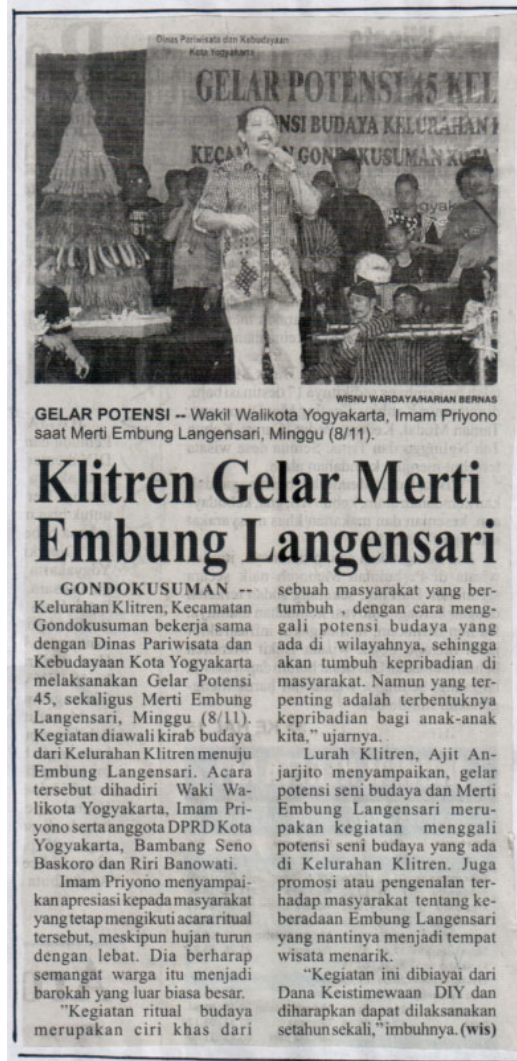 Dinas Pariwisata dan Kebudayaan
Kota Yogyakarta
GELAR POTENSI 45 KEL
NSI BUDAYA KELURAHAN K
KECAM N GONDOKUSUMAN KOTA
WISNU WARDAYA/HARIAN BERNAS
GELAR POTENSI -- Wakil Walikota Yogyakarta, Imam Priyono
saat Merti Embung Langensari, Minggu (8/11).
Klitren Gelar Merti
Embung Langensari
GONDOKUSUMAN --
Kelurahan Klitren, Kecamatan
Gondokusuman bekerja sama
dengan Dinas Pariwisata dan
Kebudayaan Kota Yogyakarta
melaksanakan Gelar Potensi
45, sekaligus Merti Embung
Langensari, Minggu (8/11).
Kegiatan diawali kirab budaya
dari Kelurahan Klitren menuju
Embung Langensari. Acara
tersebut dihadiri Waki Wa-
likota Yogyakarta, Imam Pri-
yono serta anggota DPRD Kota
Yogyakarta, Bambang Seno
Baskoro dan Riri Banowati.
Imam Priyono menyampai-
kan apresiasi kepada masyarakat
yang tetap mengikuti acara ritual
tersebut, meskipun hujan turun
dengan lebat. Dia berharap
semangat warga itu menjadi
barokah yang luar biasa besar.
"Kegiatan ritual budaya
merupakan ciri khas dari
sebuah masyarakat yang ber-
tumbuh , dengan cara meng-
gali potensi budaya yang
ada di wilayahnya, sehingga
akan tumbuh kepribadian di
masyarakat. Namun yang ter-
penting adalah terbentuknya
kepribadian bagi anak-anak
kita," ujarnya.
Lurah Klitren, Ajit An-
jarjito menyampaikan, gelar
potensi seni budaya dan Merti
Embung Langensari meru-
pakan kegiatan menggali
potensi seni budaya yang ada
di Kelurahan Klitren. Juga
promosi atau pengenalan ter-
hadap masyarakat tentang ke-
beradaan Embung Langensari
yang nantinya menjadi tempat
wisata menarik.
"Kegiatan ini dibiayai dari
Dana Keistimewaan DIY dan
diharapkan dapat dilaksanakan
setahun sekali," imbuhnya. (wis)